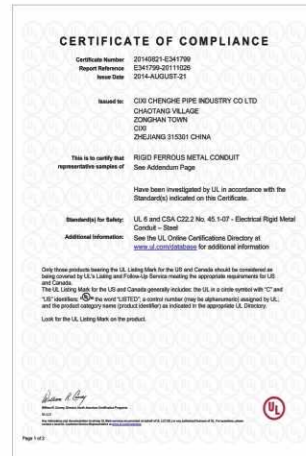 CERTIFICATE OF COMPLIANCE
Certificate Number 20140821-E341799
Report Reference E341799-20111026
Issue Date 2014-AUGUST-21
Issued to: CIXI CHENGHE PIPE INDUSTRY CO LTD
CHAOTANG VILLAGE
ZONGHAN TOWN
CIXI
ZHEJIANG 315301 CHINA
This is to certify that RIGID FERROUS METAL CONDUIT
representative samples of See Addendum Page
Have been investigated by UL in accordance with the
Standard(s) indicated on this Certificate.
Standard(s) for Safety: UL 6 and CSA C22.2 No. 45.1-07 - Electrical Rigid Metal
Conduit – Steel
Additional Information: See the UL Online Certifications Directory at
www.ul.com/database for additional information
Only those products bearing the UL Listing Mark for the US and Canada should be considered as
being covered by UL's Listing and Follow-Up Service meeting the appropriate requirements for US
and Canada.
The UL Listing Mark for the US and Canada generally includes: the UL in a circle symbol with "C" and
"US" identifiers: the word "LISTED"; a control number (may be alphanumeric) assigned by UL;
and the product category name (product identifier) as indicated in the appropriate UL Directory.
Look for the UL Listing Mark on the product.
UL
Page 1 of 2